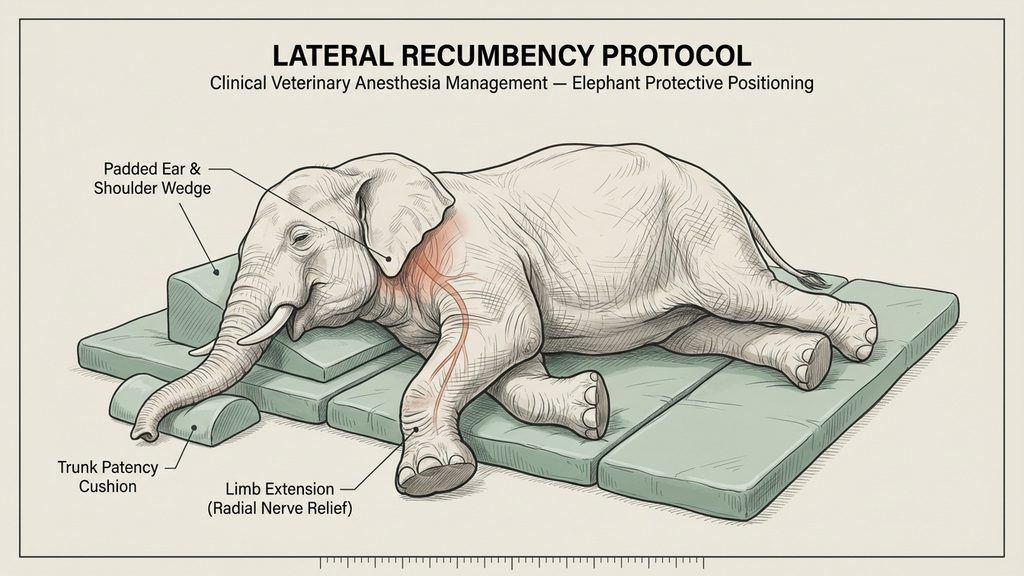 LATERAL RECUMBENCY PROTOCOL
Clinical Veterinary Anesthesia Management — Elephant Protective Positioning
Padded Ear &
Shoulder Wedge
Trunk Patency
Cushion
Limb Extension
(Radial Nerve Relief)